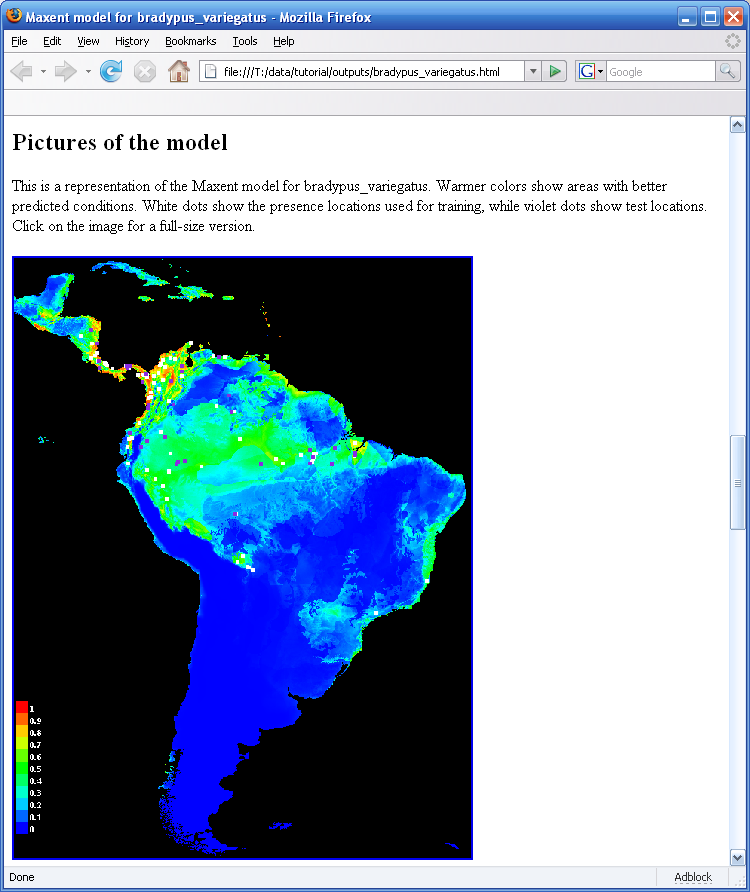 Maxent model for bradypus_variegatus - Mozilla Firefox
File Edit View History Bookmarks Tools Help
file:///T:/data/tutorial/outputs/bradypus_variegatus.html
G Google
Pictures of the model
This is a representation of the Maxent model for bradypus_variegatus. Warmer colors show areas with better
predicted conditions. White dots show the presence locations used for training, while violet dots show test locations.
Click on the image for a full-size version.
1
0.9
0.8
0.7
0.6
0.5
0.4
0.3
0.2
0.1
0
Done Adblock